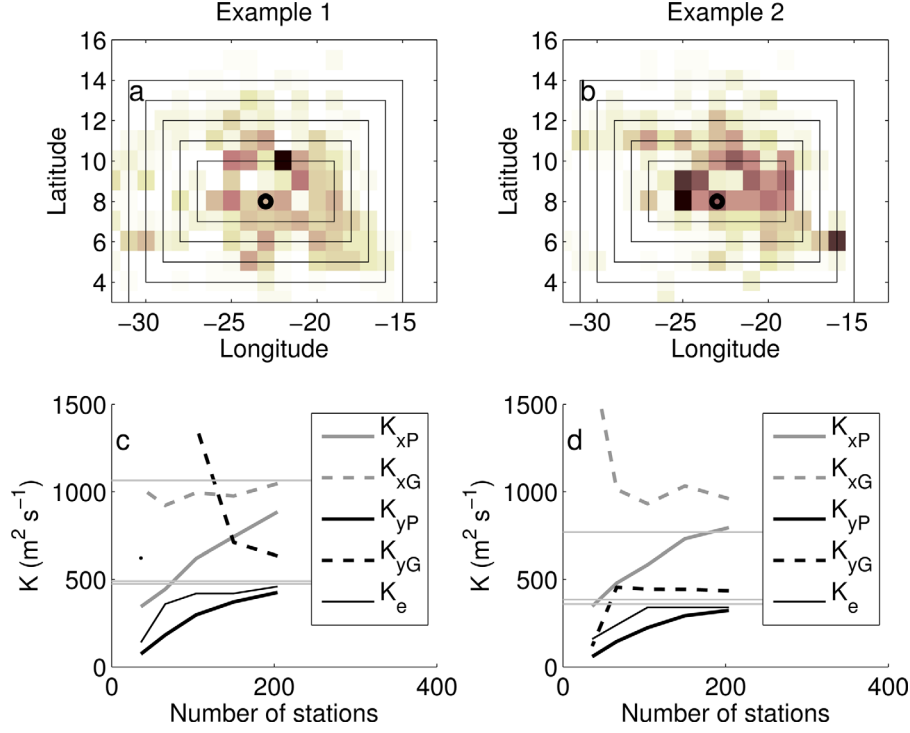 Example 1
Example 2
16
14
12
10
8
6
4
Latitude
a
−30
−25
−20
−15
Longitude
16
14
12
10
8
6
4
Latitude
b
−30
−25
−20
−15
Longitude
1500
1000
500
0
K (m² s⁻¹)
c
K_xP
K_xG
K_yP
K_yG
K_e
0
200
400
Number of stations
1500
1000
500
0
K (m² s⁻¹)
d
K_xP
K_xG
K_yP
K_yG
K_e
0
200
400
Number of stations